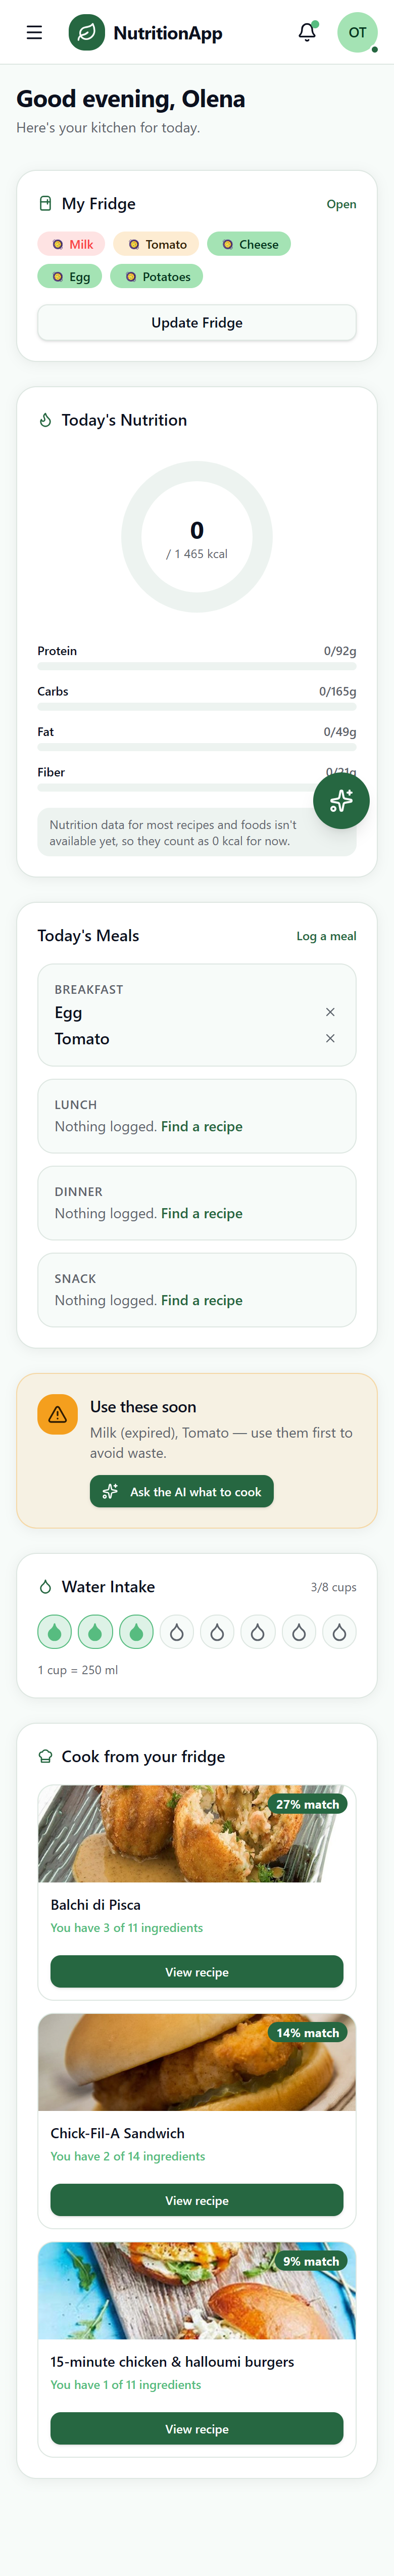 NutritionApp
OT
Good evening, Olena
Here's your kitchen for today.
My Fridge
Open
Milk
Tomato
Cheese
Egg
Potatoes
Update Fridge
Today's Nutrition
0
/ 1 465 kcal
Protein
0/92g
Carbs
0/165g
Fat
0/49g
Fiber
0/21g
Nutrition data for most recipes and foods isn't
available yet, so they count as 0 kcal for now.
Today's Meals
Log a meal
BREAKFAST
Egg
Tomato
LUNCH
Nothing logged. Find a recipe
DINNER
Nothing logged. Find a recipe
SNACK
Nothing logged. Find a recipe
Use these soon
Milk (expired), Tomato — use them first to
avoid waste.
Ask the AI what to cook
Water Intake
3/8 cups
1 cup = 250 ml
Cook from your fridge
27% match
Balchi di Pisca
You have 3 of 11 ingredients
View recipe
14% match
Chick-Fil-A Sandwich
You have 2 of 14 ingredients
View recipe
9% match
15-minute chicken & halloumi burgers
You have 1 of 11 ingredients
View recipe